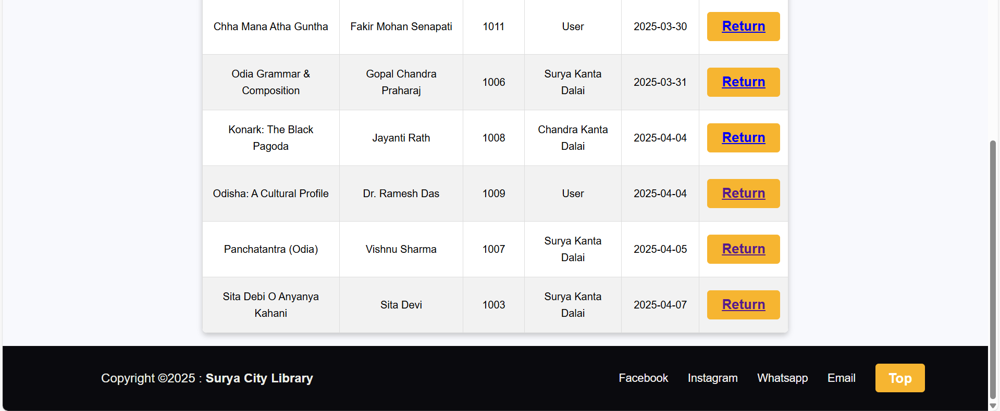 Chha Mana Atha Guntha Fakir Mohan Senapati 1011 User 2025-03-30 Return
Odia Grammar & Composition Gopal Chandra Praharaj 1006 Surya Kanta Dalai 2025-03-31 Return
Konark: The Black Pagoda Jayanti Rath 1008 Chandra Kanta Dalai 2025-04-04 Return
Odisha: A Cultural Profile Dr. Ramesh Das 1009 User 2025-04-04 Return
Panchatantra (Odia) Vishnu Sharma 1007 Surya Kanta Dalai 2025-04-05 Return
Sita Debi O Anyanya Kahani Sita Devi 1003 Surya Kanta Dalai 2025-04-07 Return
Copyright ©2025 : Surya City Library Facebook Instagram Whatsapp Email Top